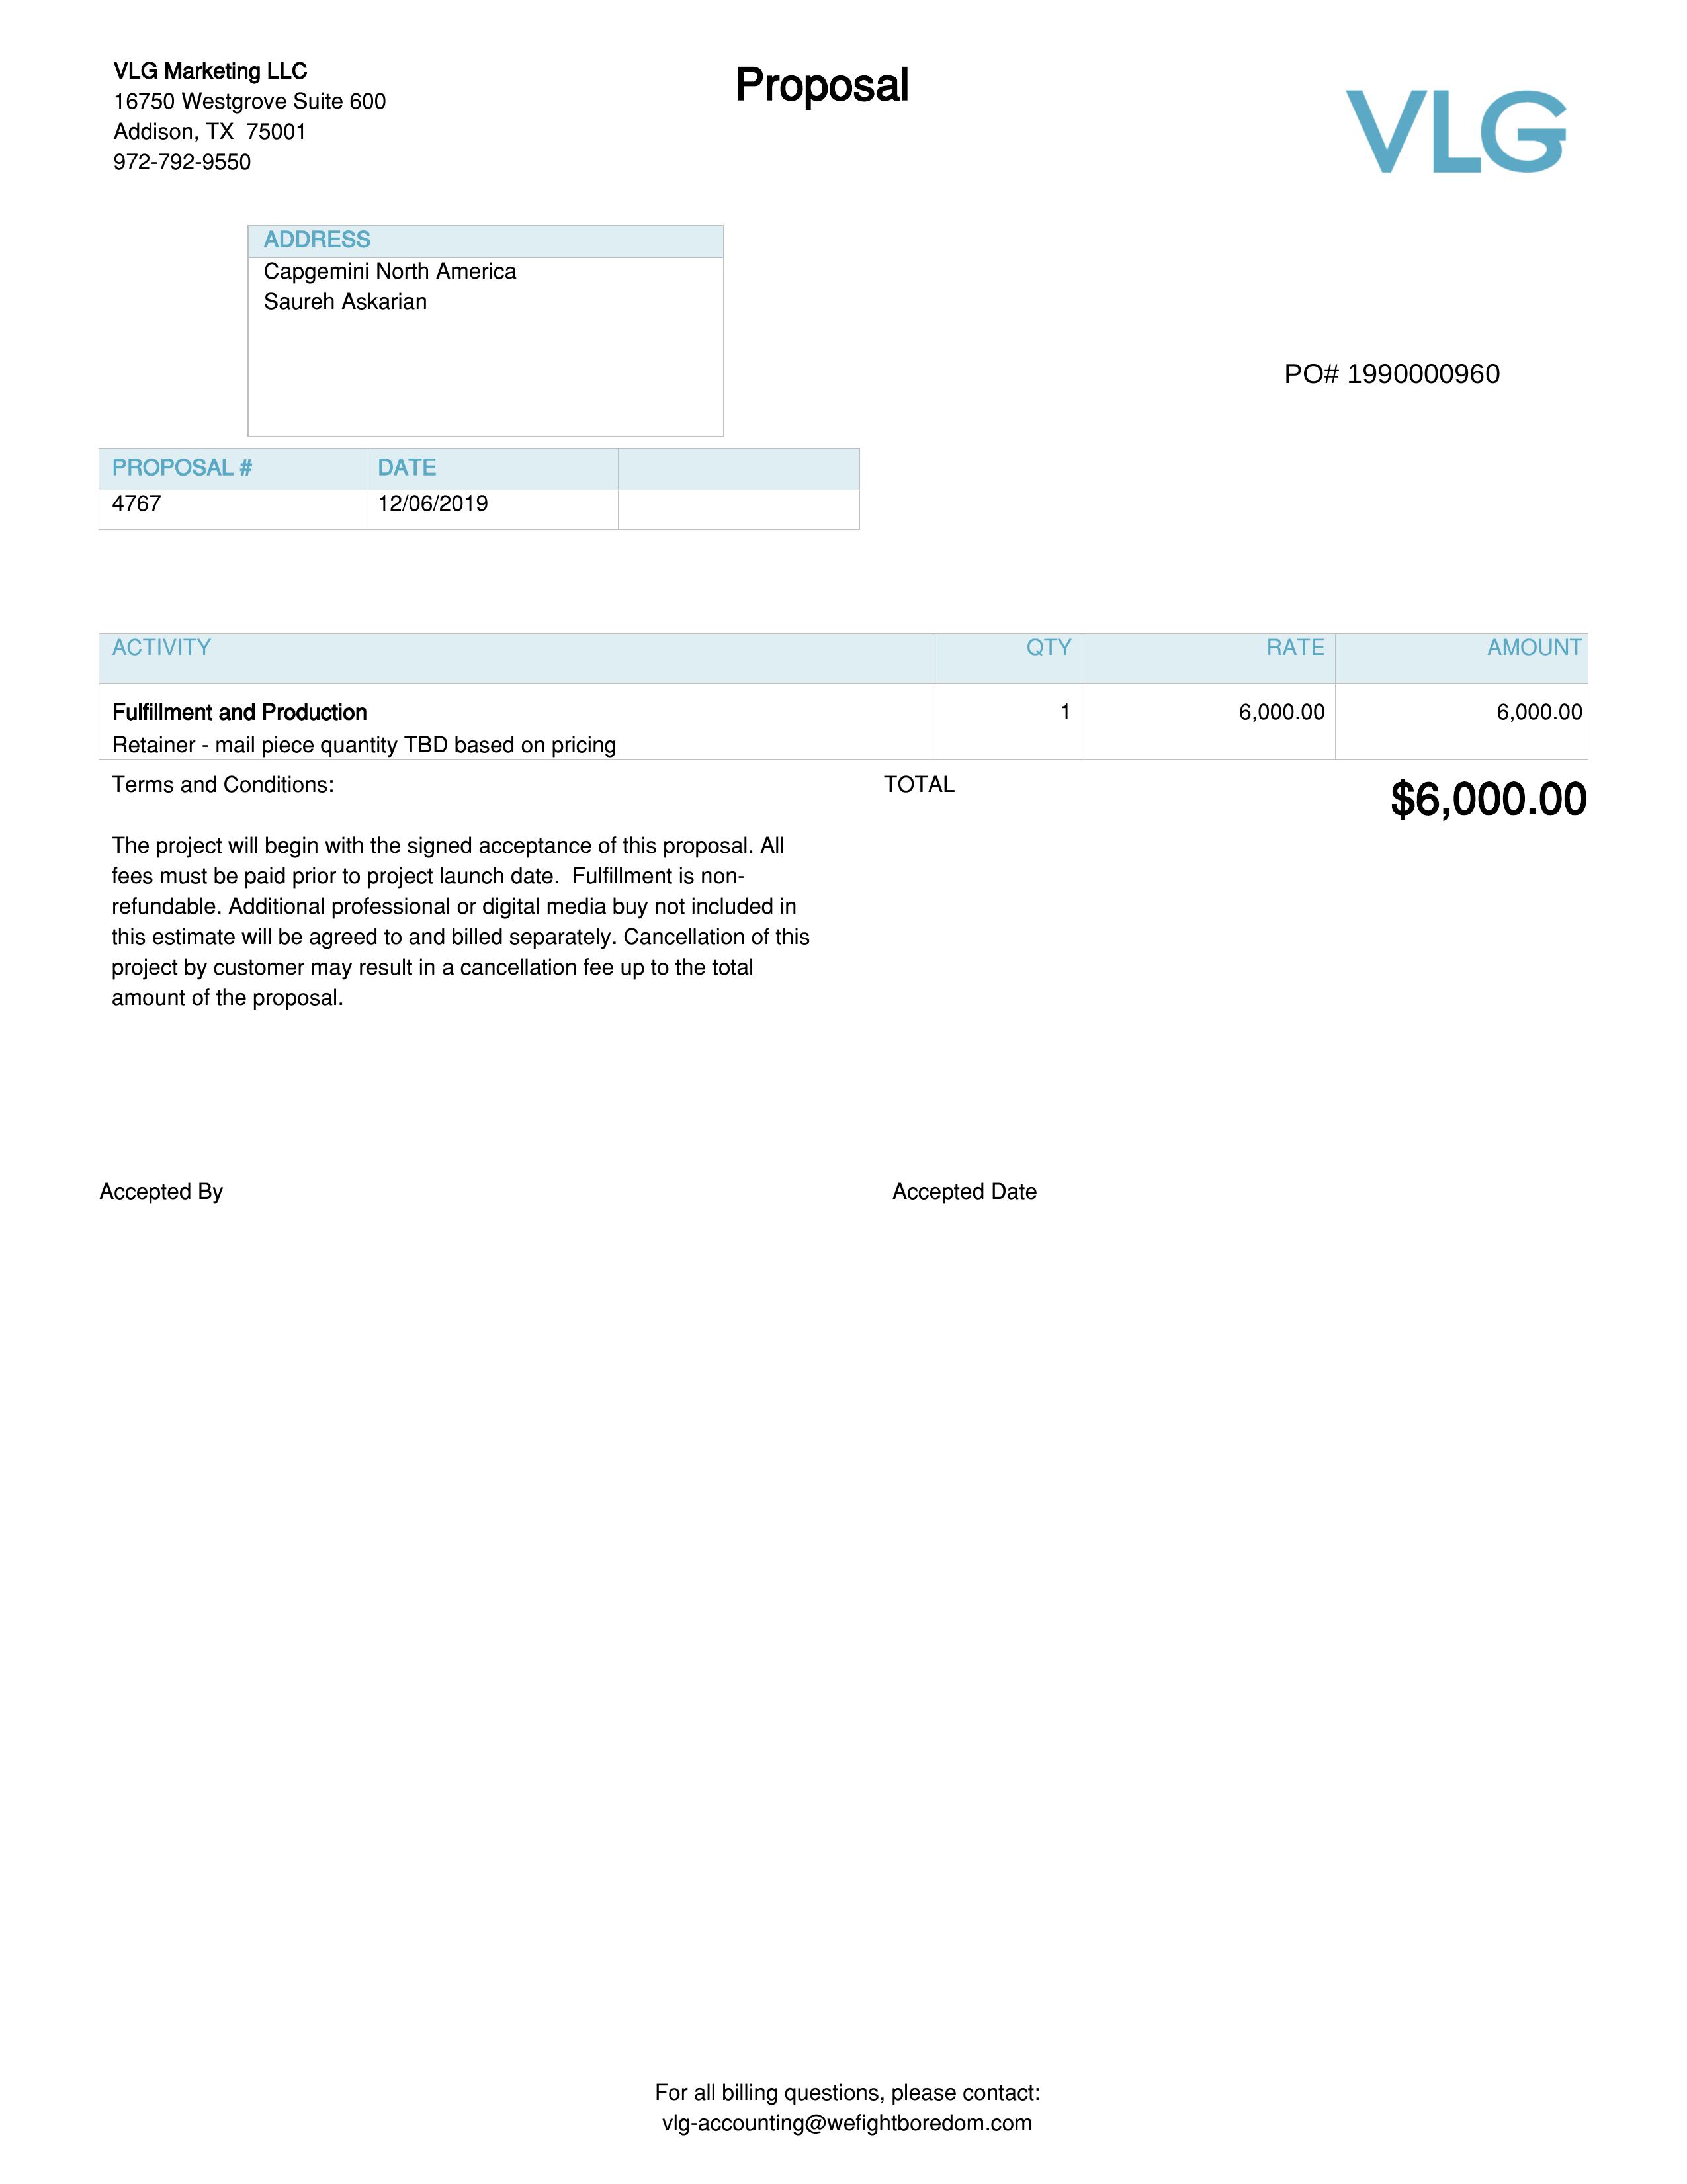 VLG Marketing LLC
16750 Westgrove Suite 600
Addison, TX  75001
972-792-9550
Proposal
VLG
ADDRESS
Capgemini North America
Saureh Askarian
PO# 1990000960
PROPOSAL # DATE
4767 12/06/2019
ACTIVITY QTY RATE AMOUNT
Fulfillment and Production 1 6,000.00 6,000.00
Retainer - mail piece quantity TBD based on pricing
Terms and Conditions: TOTAL $6,000.00
The project will begin with the signed acceptance of this proposal. All
fees must be paid prior to project launch date.  Fulfillment is non-
refundable. Additional professional or digital media buy not included in
this estimate will be agreed to and billed separately. Cancellation of this
project by customer may result in a cancellation fee up to the total
amount of the proposal.
Accepted By Accepted Date
For all billing questions, please contact:
vlg-accounting@wefightboredom.com